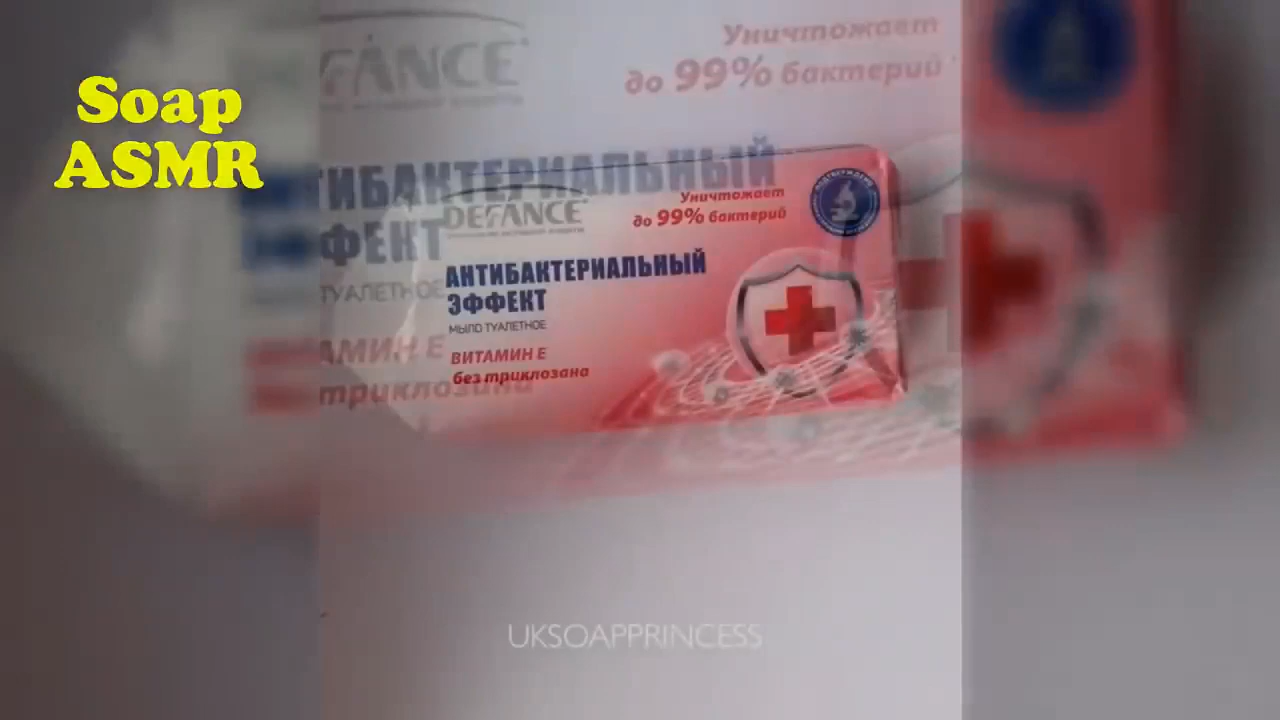 Soap
ASMR
DEFANCE
Уничтожает
до 99% бактерий
АНТИБАКТЕРИАЛЬНЫЙ
ЭФФЕКТ
МЫЛО ТУАЛЕТНОЕ
ВИТАМИН Е
без триклозана
UKSOAPPRINCESS